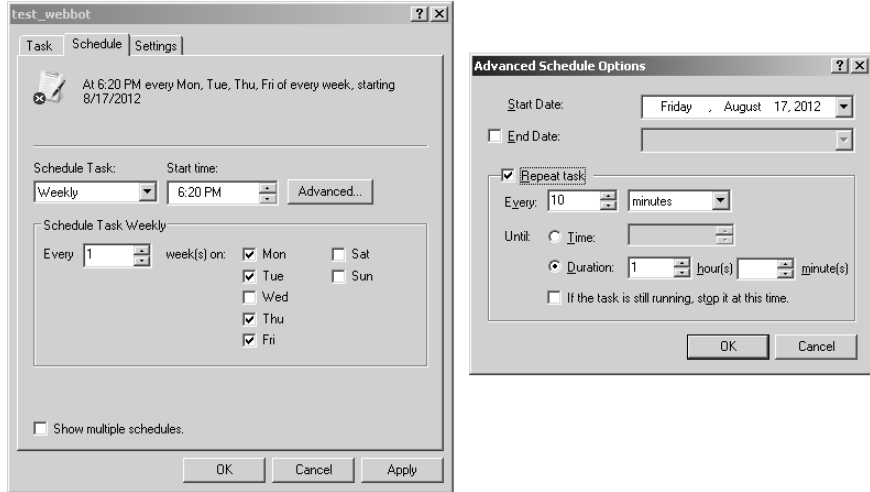 test_webbot
Task Schedule Settings
At 6:20 PM every Mon, Tue, Thu, Fri of every week, starting
8/17/2012
Schedule Task: Start time:
Weekly 6:20 PM Advanced...
Schedule Task Weekly
Every 1 week(s) on: Mon Sat
Tue Sun
Wed
Thu
Fri
Show multiple schedules.
OK Cancel Apply
Advanced Schedule Options
Start Date: Friday , August 17, 2012
End Date:
Repeat task
Every: 10 minutes
Until: Time:
Duration: 1 hour(s) minute(s)
If the task is still running, stop it at this time.
OK Cancel